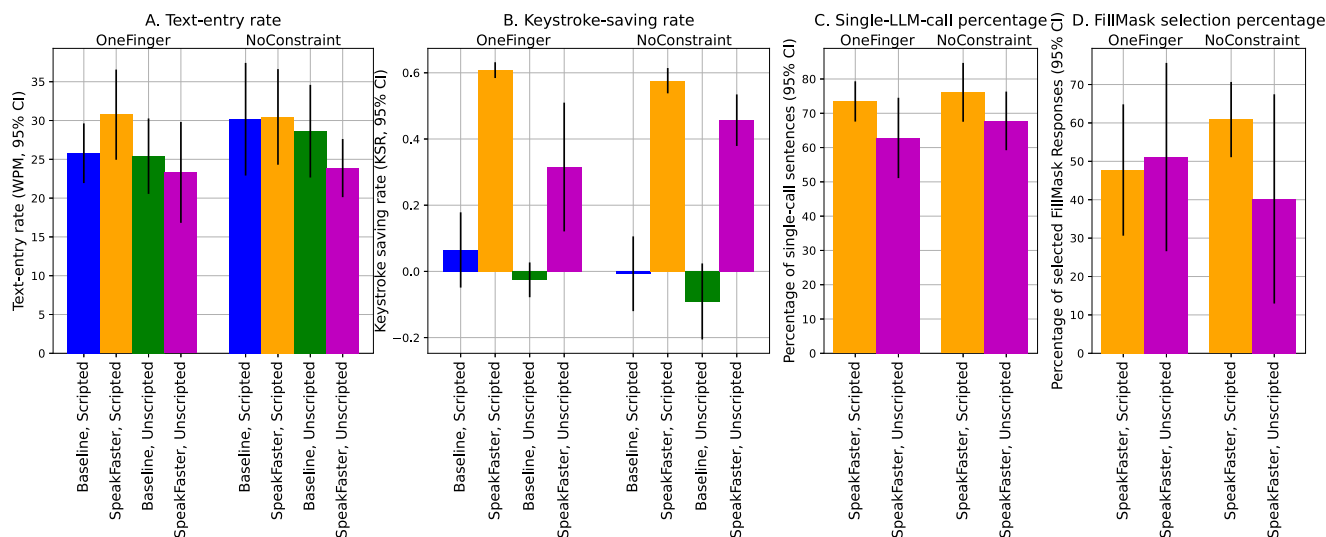 A. Text-entry rate
OneFinger NoConstraint
Text-entry rate (WPM, 95% CI)
35
30
25
20
15
10
5
0
Baseline, Scripted
SpeakFaster, Scripted
Baseline, Unscripted
SpeakFaster, Unscripted
Baseline, Scripted
SpeakFaster, Scripted
Baseline, Unscripted
SpeakFaster, Unscripted
B. Keystroke-saving rate
OneFinger NoConstraint
Keystroke saving rate (KSR, 95% CI)
0.6
0.4
0.2
0.0
−0.2
Baseline, Scripted
SpeakFaster, Scripted
Baseline, Unscripted
SpeakFaster, Unscripted
Baseline, Scripted
SpeakFaster, Scripted
Baseline, Unscripted
SpeakFaster, Unscripted
C. Single-LLM-call percentage
OneFinger NoConstraint
Percentage of single-call sentences (95% CI)
80
70
60
50
40
30
20
10
0
SpeakFaster, Scripted
SpeakFaster, Unscripted
SpeakFaster, Scripted
SpeakFaster, Unscripted
D. FillMask selection percentage
OneFinger NoConstraint
Percentage of selected FillMask Responses (95% CI)
70
60
50
40
30
20
10
0
SpeakFaster, Scripted
SpeakFaster, Unscripted
SpeakFaster, Scripted
SpeakFaster, Unscripted